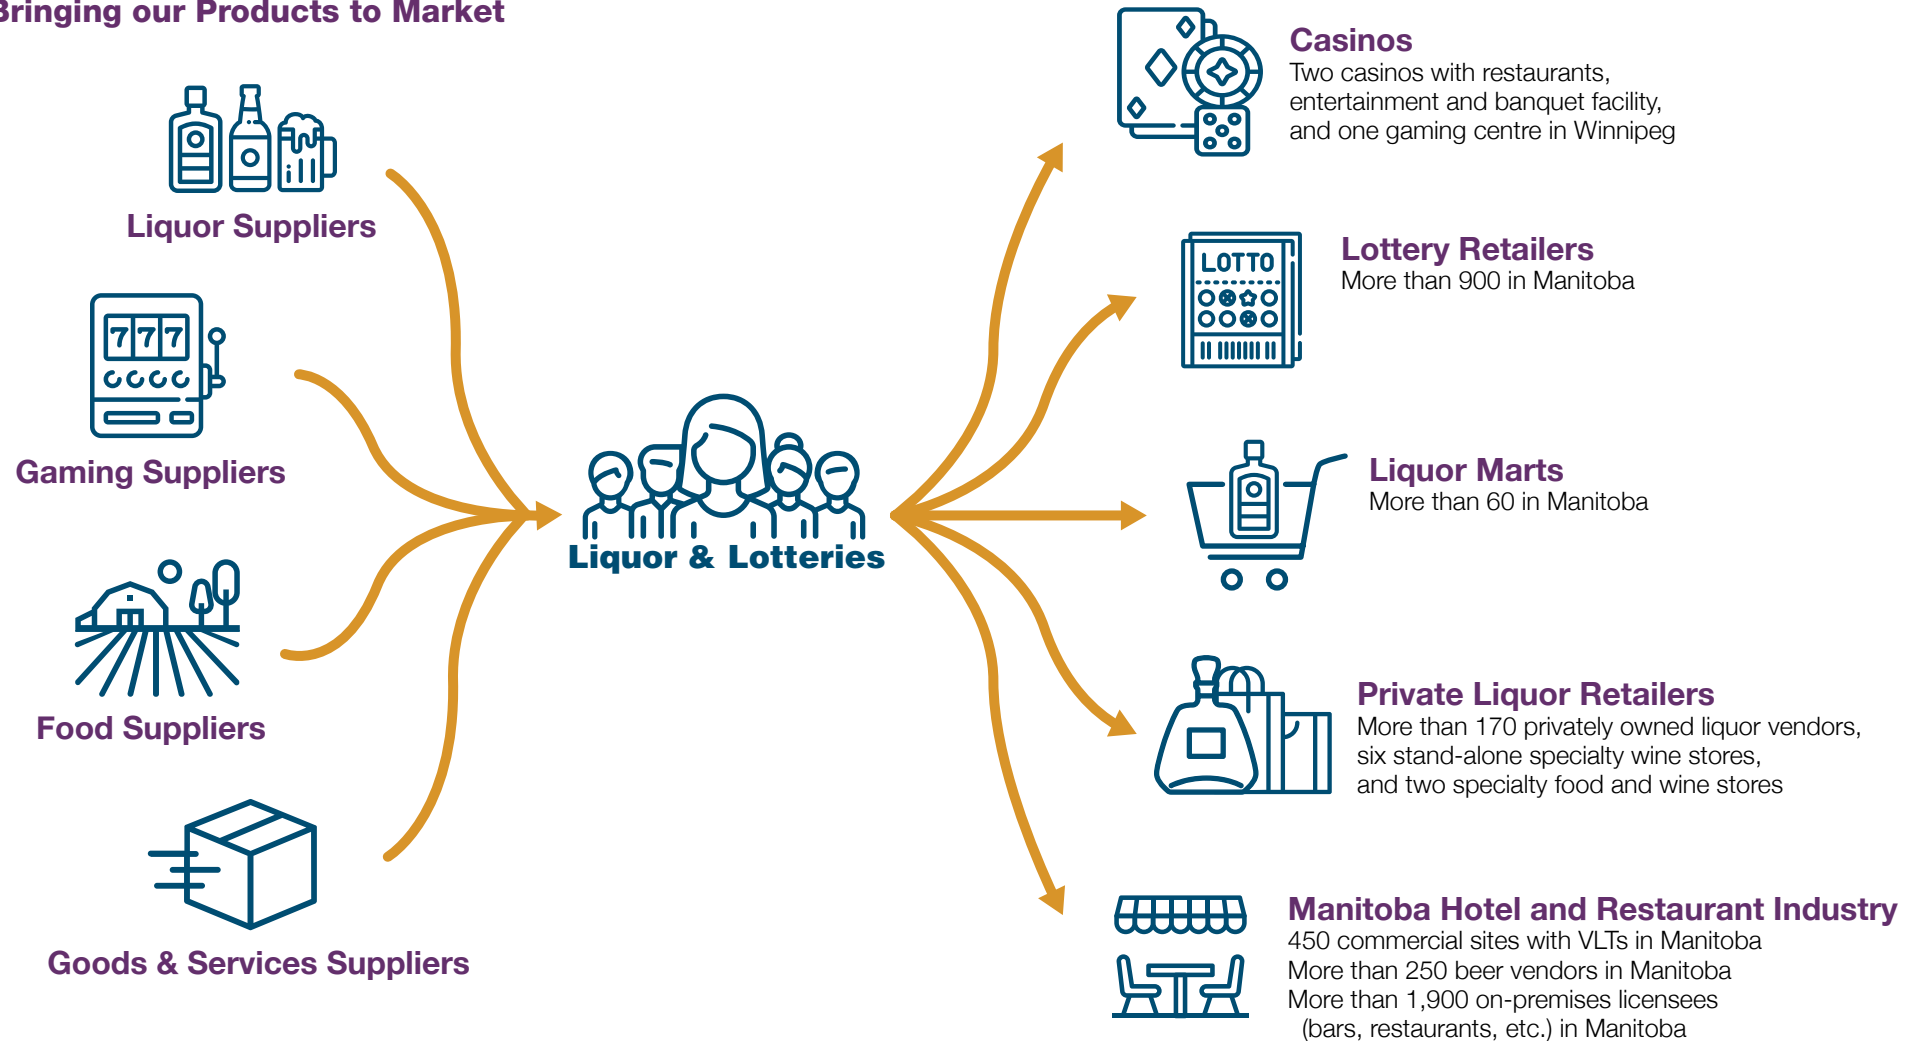 Bringing our Products to Market
Liquor Suppliers
777
Gaming Suppliers
Food Suppliers
Goods & Services Suppliers
Liquor & Lotteries
Casinos
Two casinos with restaurants,
entertainment and banquet facility,
and one gaming centre in Winnipeg
LOTTO
Lottery Retailers
More than 900 in Manitoba
Liquor Marts
More than 60 in Manitoba
Private Liquor Retailers
More than 170 privately owned liquor vendors,
six stand-alone specialty wine stores,
and two specialty food and wine stores
Manitoba Hotel and Restaurant Industry
450 commercial sites with VLTs in Manitoba
More than 250 beer vendors in Manitoba
More than 1,900 on-premises licensees
(bars, restaurants, etc.) in Manitoba